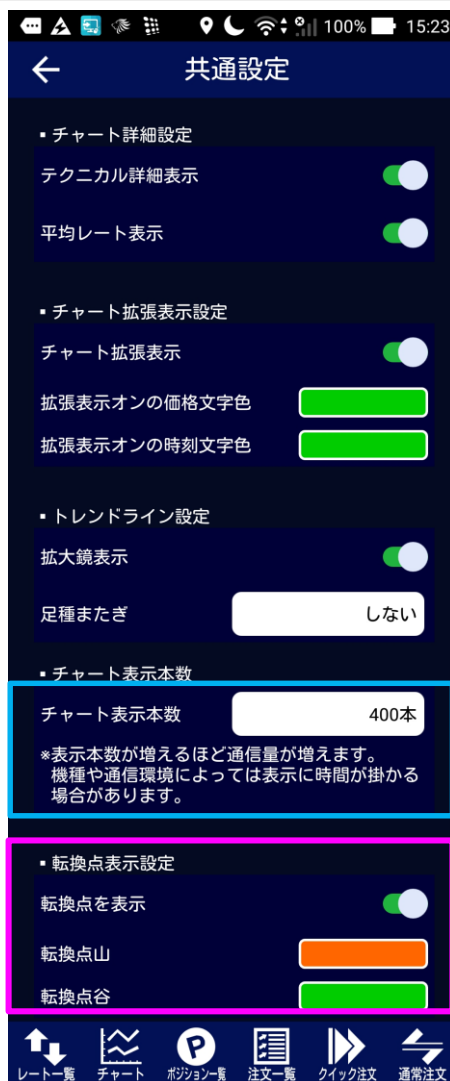 100% 15:23
共通設定
▪チャート詳細設定
テクニカル詳細表示
平均レート表示
▪チャート拡張表示設定
チャート拡張表示
拡張表示オンの価格文字色
拡張表示オンの時刻文字色
▪トレンドライン設定
拡大鏡表示
足種またぎ しない
▪チャート表示本数
チャート表示本数 400本
*表示本数が増えるほど通信量が増えます。
機種や通信環境によっては表示に時間が掛かる
場合があります。
▪転換点表示設定
転換点を表示
転換点山
転換点谷
P
レート一覧 チャート ポジション一覧 注文一覧 クイック注文 通常注文